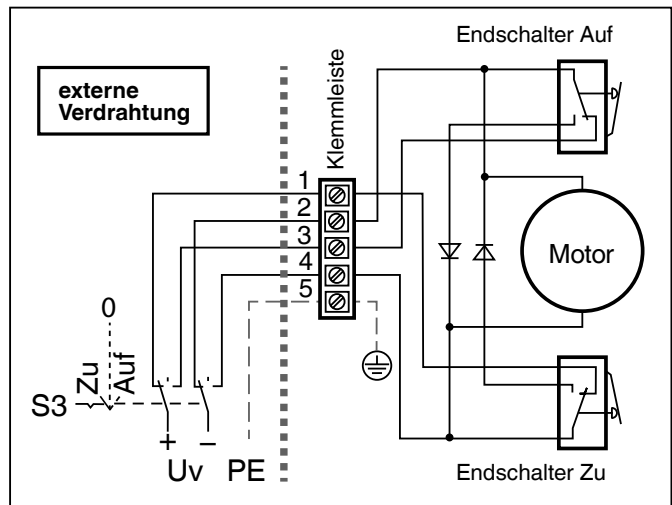 Endschalter Auf
externe
Verdrahtung
Klemmleiste
1
2
3
4
5
Motor
0
Zu
Auf
S3
+
−
Uv
PE
Endschalter Zu